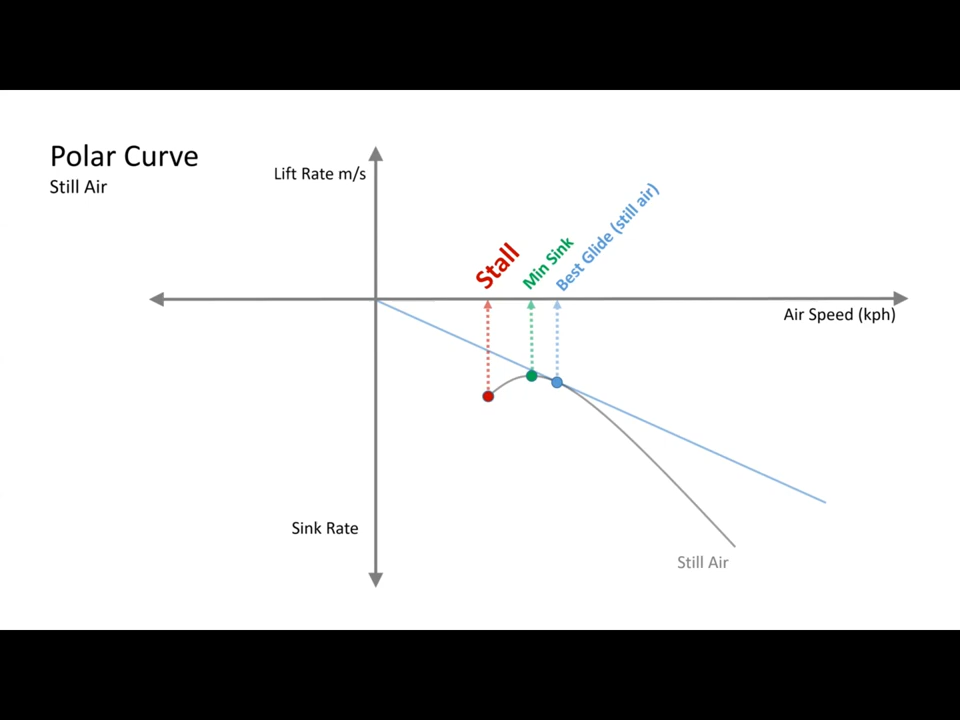 Polar Curve
Still Air
Lift Rate m/s
Stall
Min Sink
Best Glide (still air)
Air Speed (kph)
Sink Rate
Still Air